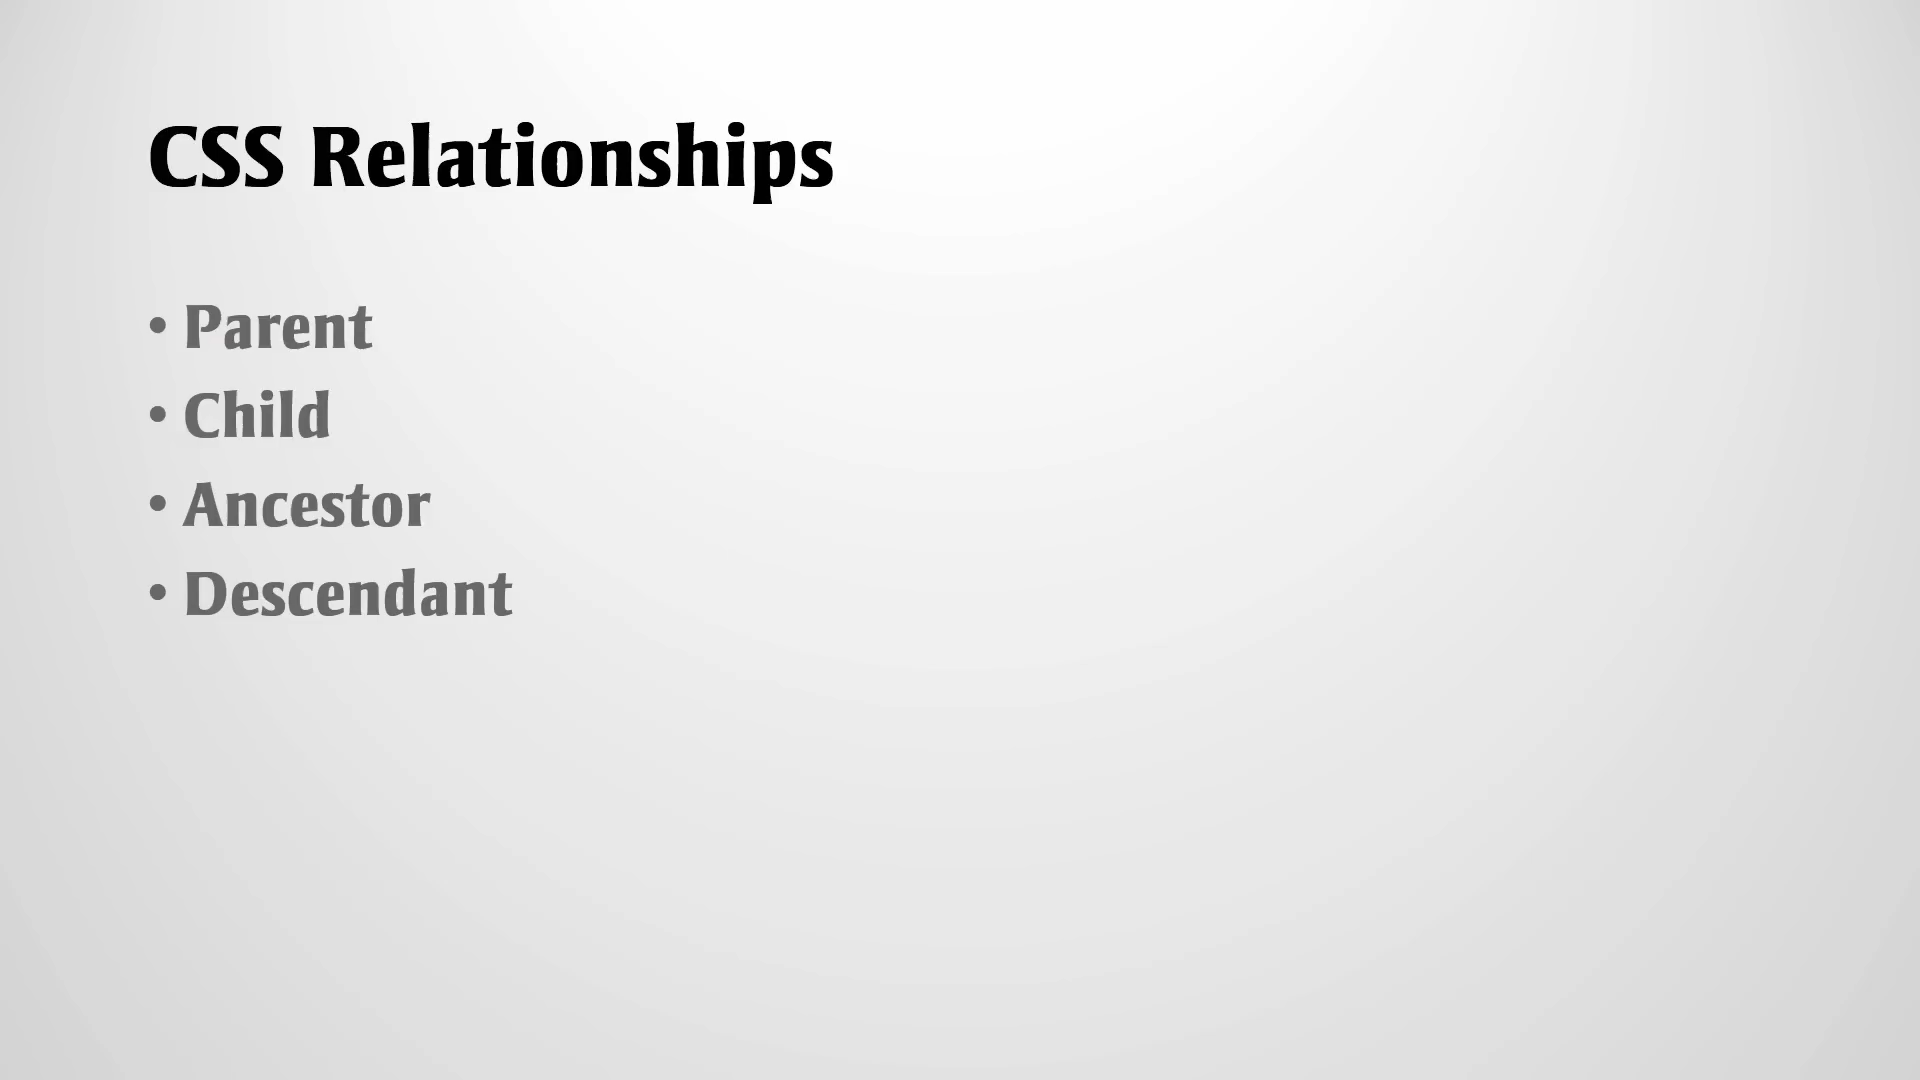 CSS Relationships
• Parent
• Child
• Ancestor
• Descendant